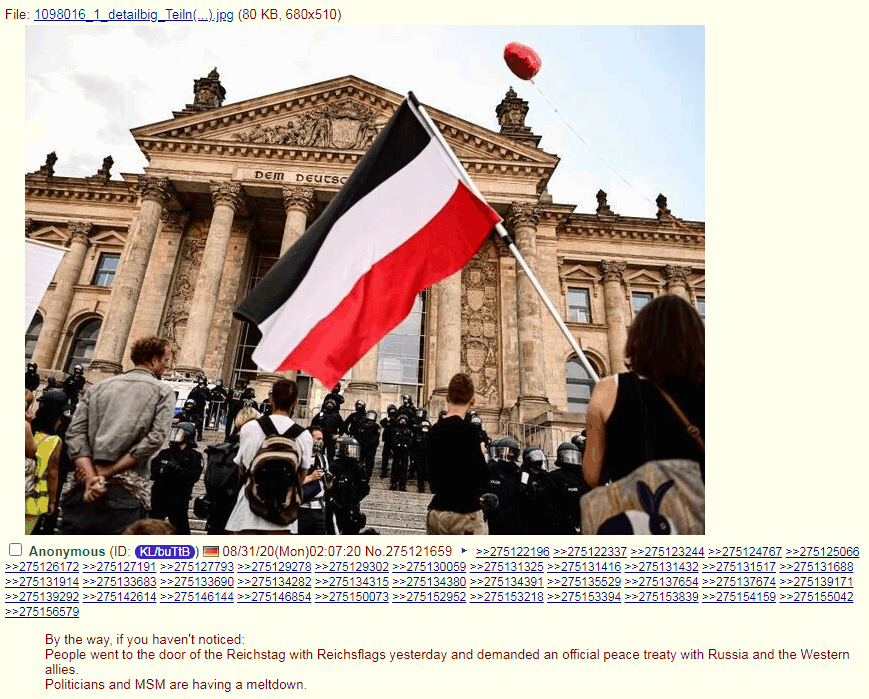 File: 1098016_1_detailbig_Teiln(...).jpg (80 KB, 680x510)
DEM DEUTSC
Anonymous (ID: KL/buTtB) 08/31/20(Mon)02:07:20 No.275121659 ► >>275122196 >>275122337 >>275123244 >>275124767 >>275125066
>>275126172 >>275127191 >>275127793 >>275129278 >>275129302 >>275130059 >>275131325 >>275131416 >>275131432 >>275131517 >>275131688
>>275131914 >>275133683 >>275133690 >>275134282 >>275134315 >>275134380 >>275134391 >>275135529 >>275137654 >>275137674 >>275139171
>>275139292 >>275142614 >>275146144 >>275146854 >>275150073 >>275152952 >>275153218 >>275153394 >>275153839 >>275154159 >>275155042
>>275156579
By the way, if you haven't noticed:
People went to the door of the Reichstag with Reichsflags yesterday and demanded an official peace treaty with Russia and the Western
allies.
Politicians and MSM are having a meltdown.